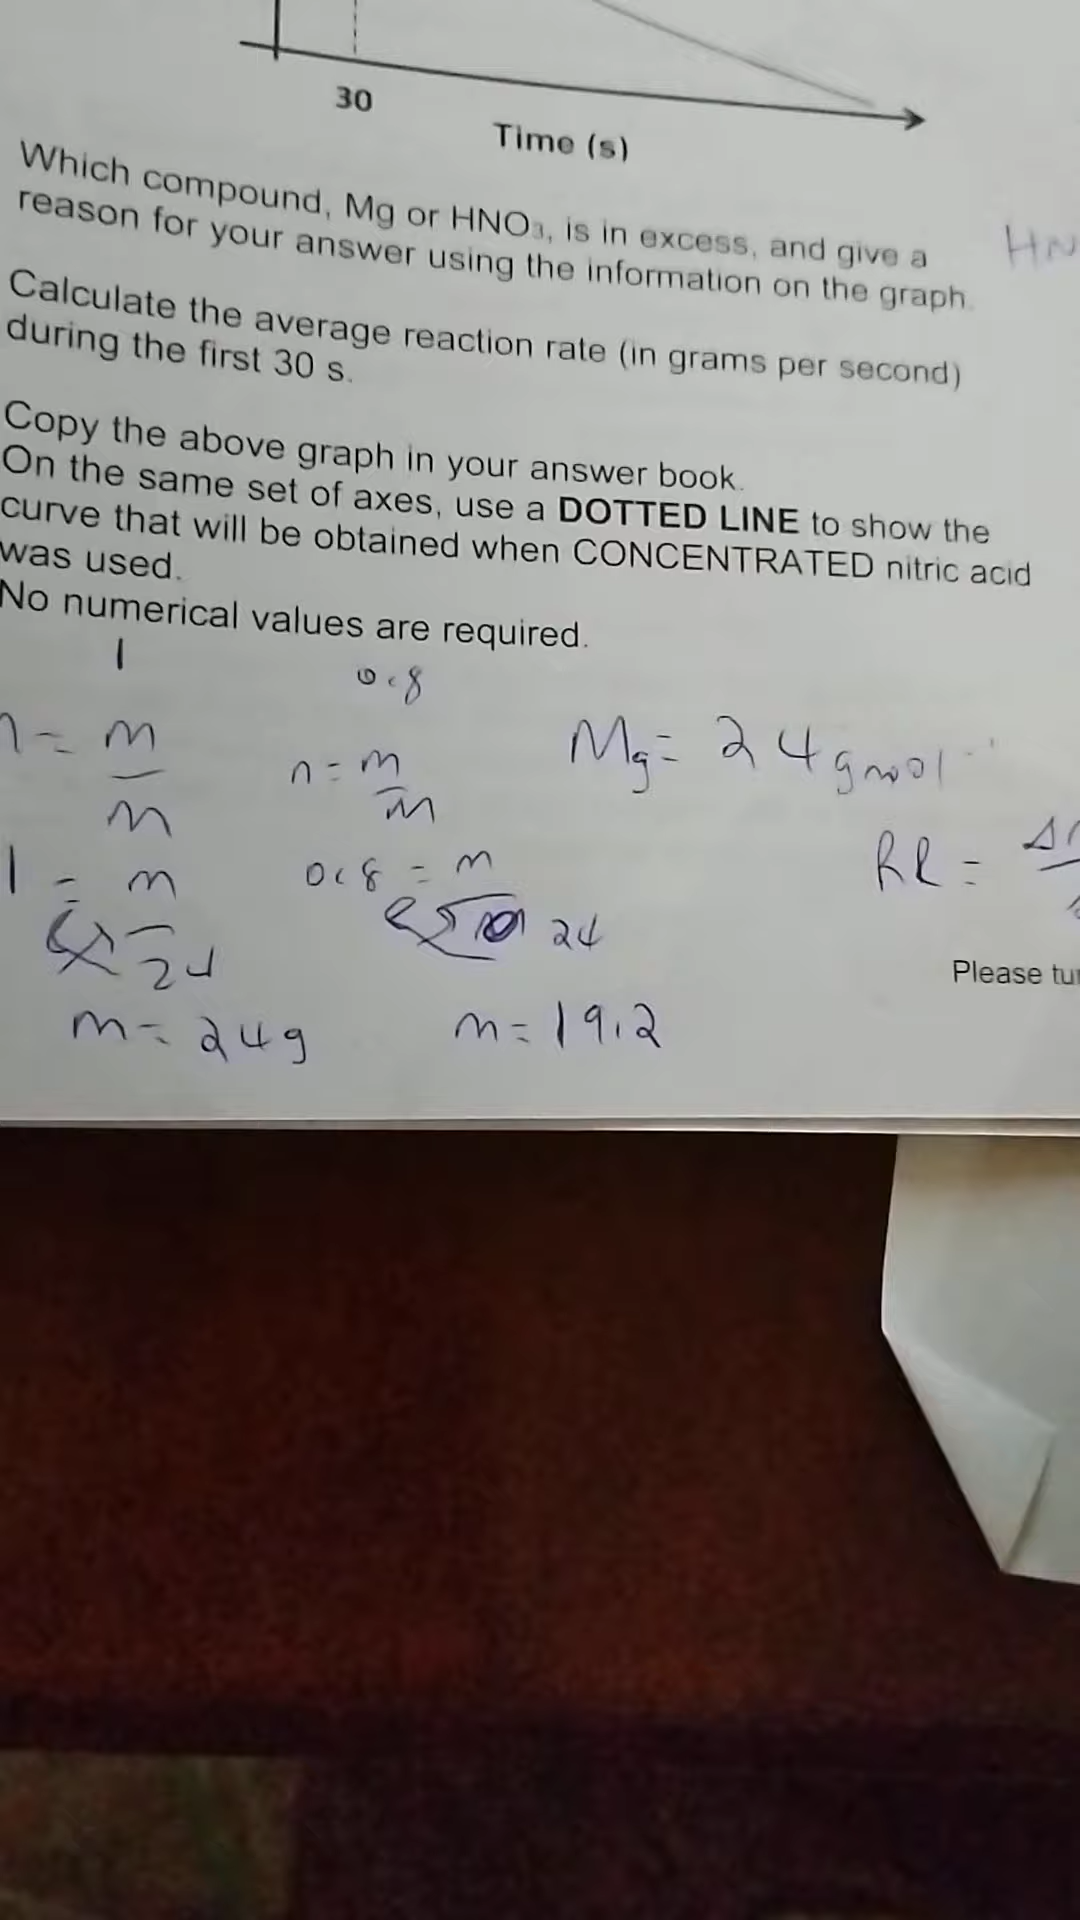 30
Time (s)
Which compound, Mg or HNO₃, is in excess, and give a
reason for your answer using the information on the graph.
HN
Calculate the average reaction rate (in grams per second)
during the first 30 s.
Copy the above graph in your answer book.
On the same set of axes, use a DOTTED LINE to show the
curve that will be obtained when CONCENTRATED nitric acid
was used.
No numerical values are required.
1
0,8
n = m
M
n = m
M
Mg = 24 gmol⁻¹
1 = m
24
0,8 = m
24
RR =
Please tu
m = 24g
m = 19,2